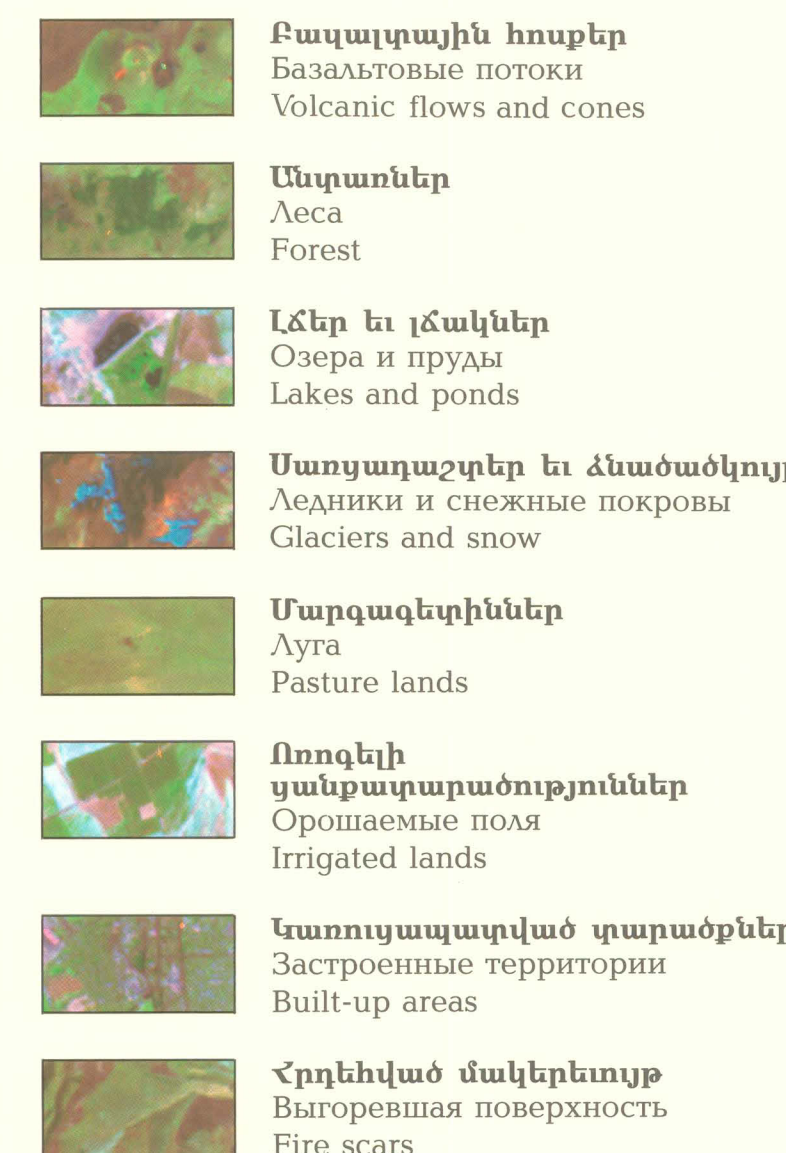 Բազալտային հոսքեր
Базальтовые потоки
Volcanic flows and cones
Անտառներ
Леса
Forest
Լճեր եւ լճակներ
Озера и пруды
Lakes and ponds
Սառցադաշտեր եւ
Ледники и снежные покровы
Glaciers and snow
Մարգագետիններ
Луга
Pasture lands
Ոռոգելի
ցանքատարածություններ
Орошаемые поля
Irrigated lands
Կառուցապատված տարածքներ
Застроенные территории
Built-up areas
Հրդեհված մակերեւույթ
Выгоревшая поверхность
Fire scars